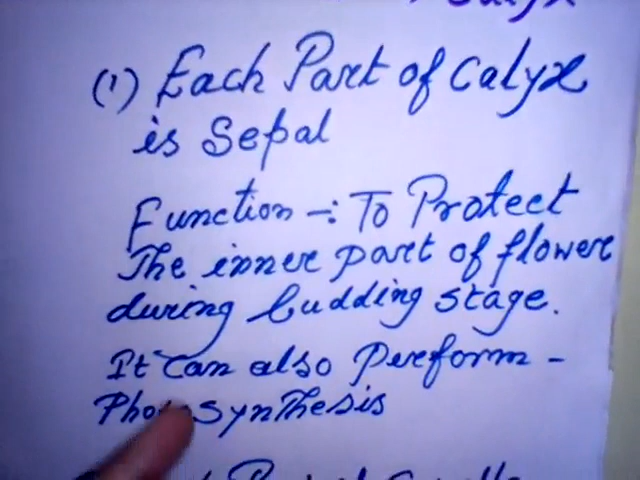 Calyx
(1) Each Part of Calyx
is Sepal
Function -: To Protect
The inner part of flower
during budding stage.
It can also Perform -
Photosynthesis